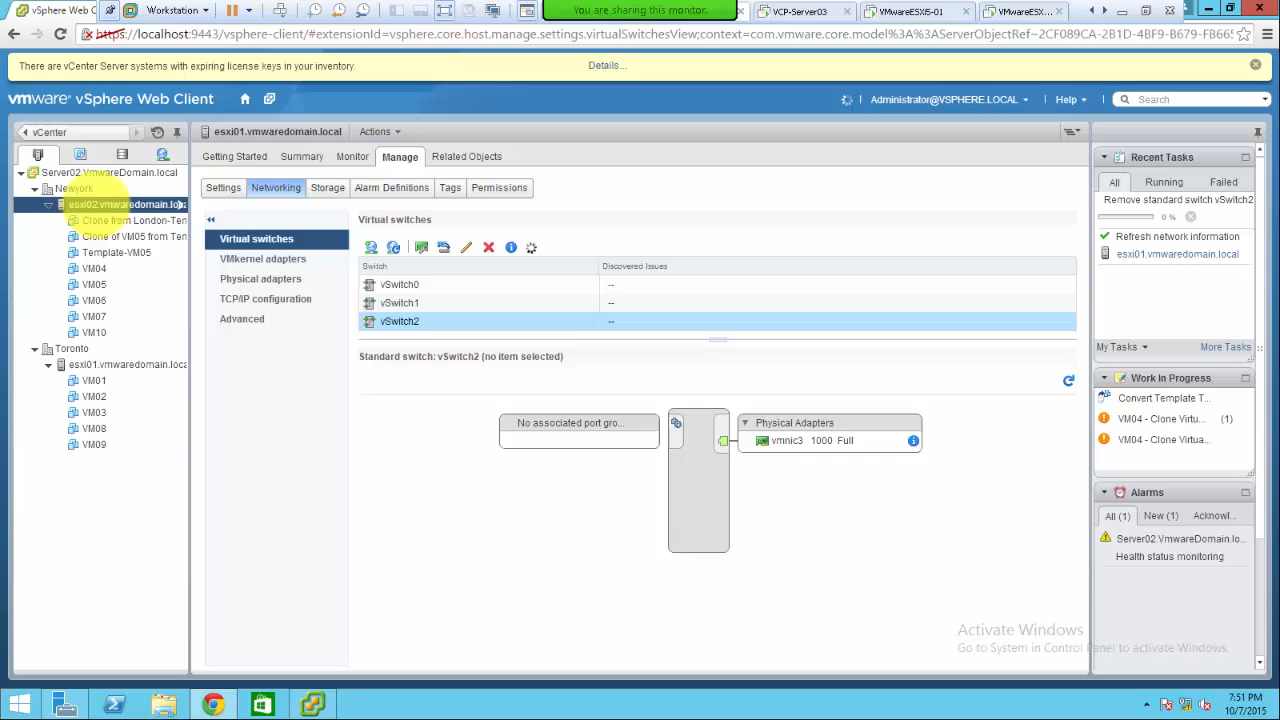 vSphere Web C
Workstation
You are sharing this monitor.
VCP-Server03
VMwareESXi5-01
VMwareESX...
https://localhost:9443/vsphere-client/#extensionId=vsphere.core.host.manage.settings.virtualSwitchesView;context=com.vmware.core.model%3A%3AServerObjectRef~2CF089CA-2B1D-4BF9-B679-FB665
There are vCenter Server systems with expiring license keys in your inventory.
Details...
vmware® vSphere Web Client
Administrator@VSPHERE.LOCAL
Help
Search
vCenter
esxi01.vmwaredomain.local
Actions
Getting Started
Summary
Monitor
Manage
Related Objects
Settings
Networking
Storage
Alarm Definitions
Tags
Permissions
Server02.VmwareDomain.local
Newyork
esxi02.vmwaredomain.loca
Clone from London-Ten
Clone of VM05 from Ten
Template-VM05
VM04
VM05
VM06
VM07
VM10
Toronto
esxi01.vmwaredomain.loca
VM01
VM02
VM03
VM08
VM09
Virtual switches
VMkernel adapters
Physical adapters
TCP/IP configuration
Advanced
Virtual switches
Switch
Discovered Issues
vSwitch0
--
vSwitch1
--
vSwitch2
--
Standard switch: vSwitch2 (no item selected)
No associated port gro...
Physical Adapters
vmnic3 1000 Full
Recent Tasks
All
Running
Failed
Remove standard switch vSwitch2
0 %
Refresh network information
esxi01.vmwaredomain.local
My Tasks
More Tasks
Work In Progress
Convert Template T...
VM04 - Clone Virtu...
(1)
VM04 - Clone Virtua...
Alarms
All (1)
New (1)
Acknowl...
Server02.VmwareDomain.lo...
Health status monitoring
Activate Windows
Go to System in Control Panel to activate Windows.
7:51 PM
10/7/2015